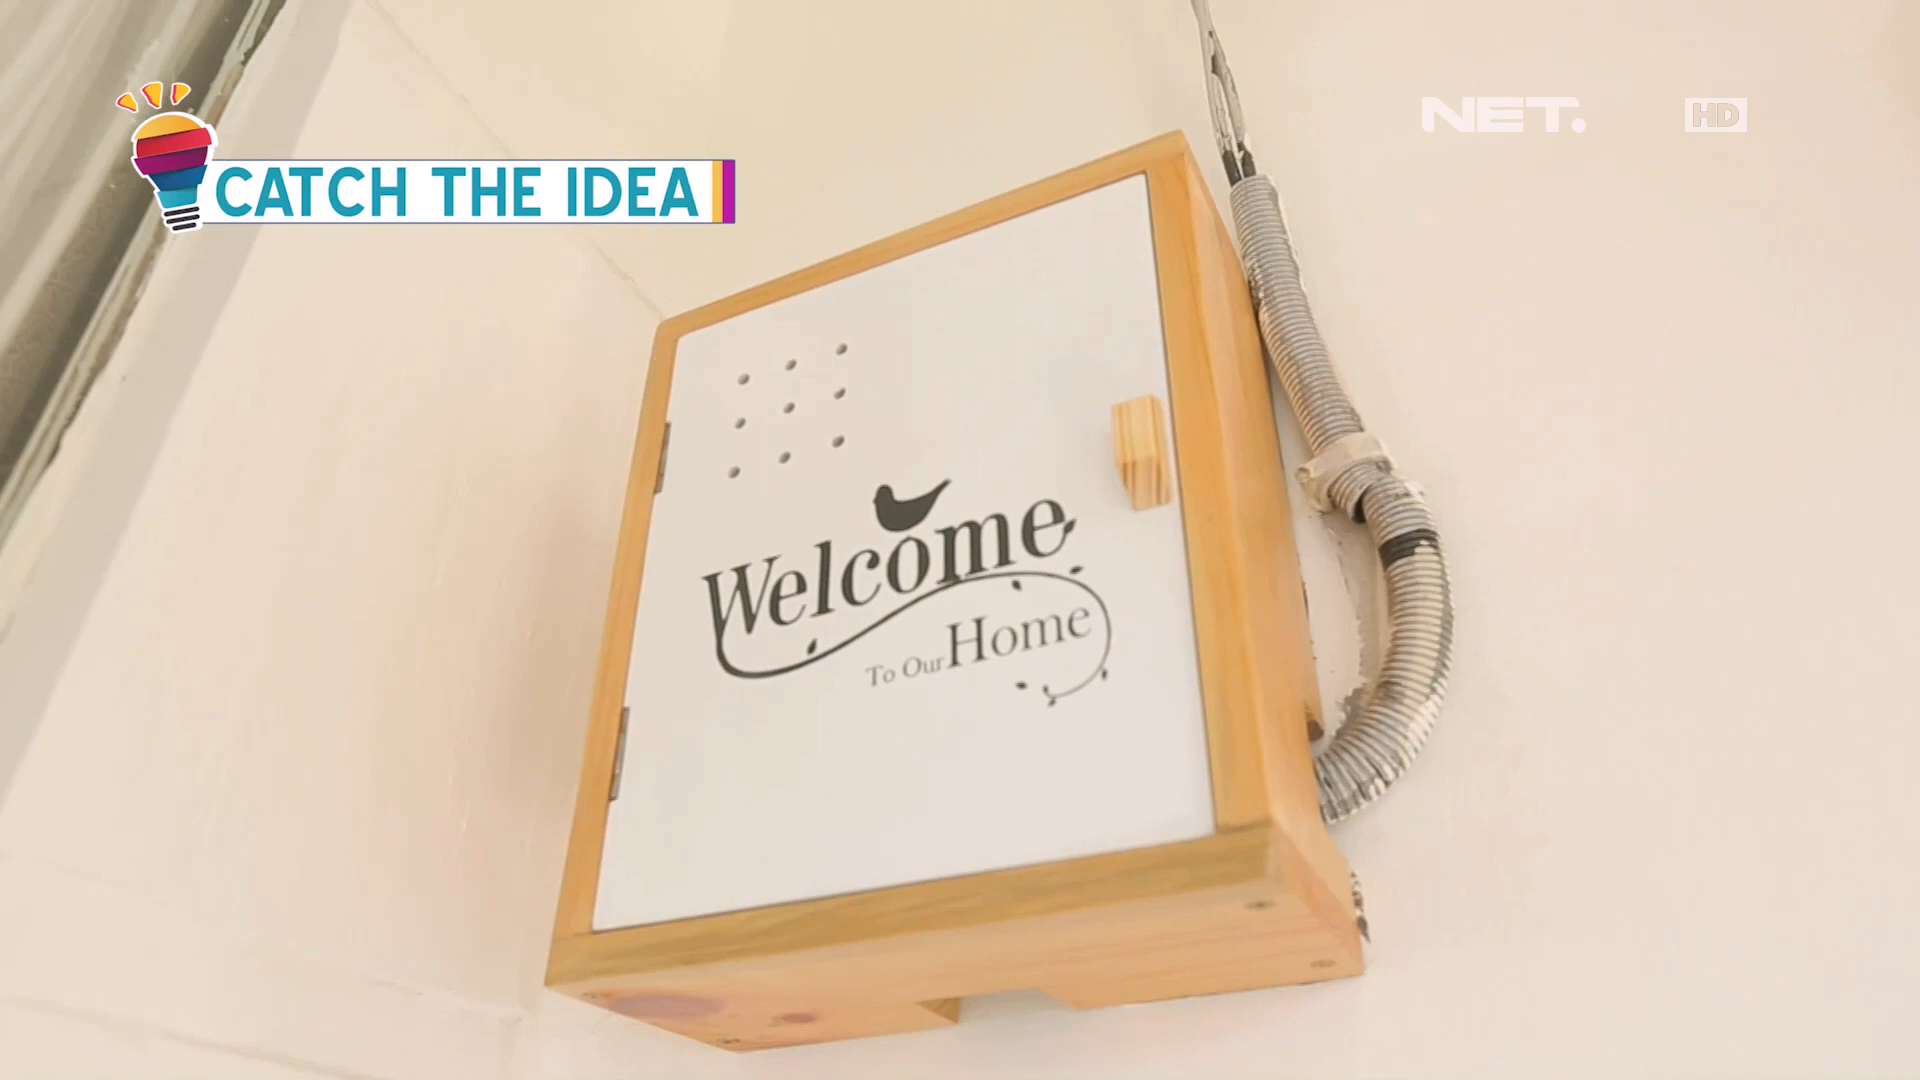 CATCH THE IDEA
NET.
HD
Welcome
To Our Home